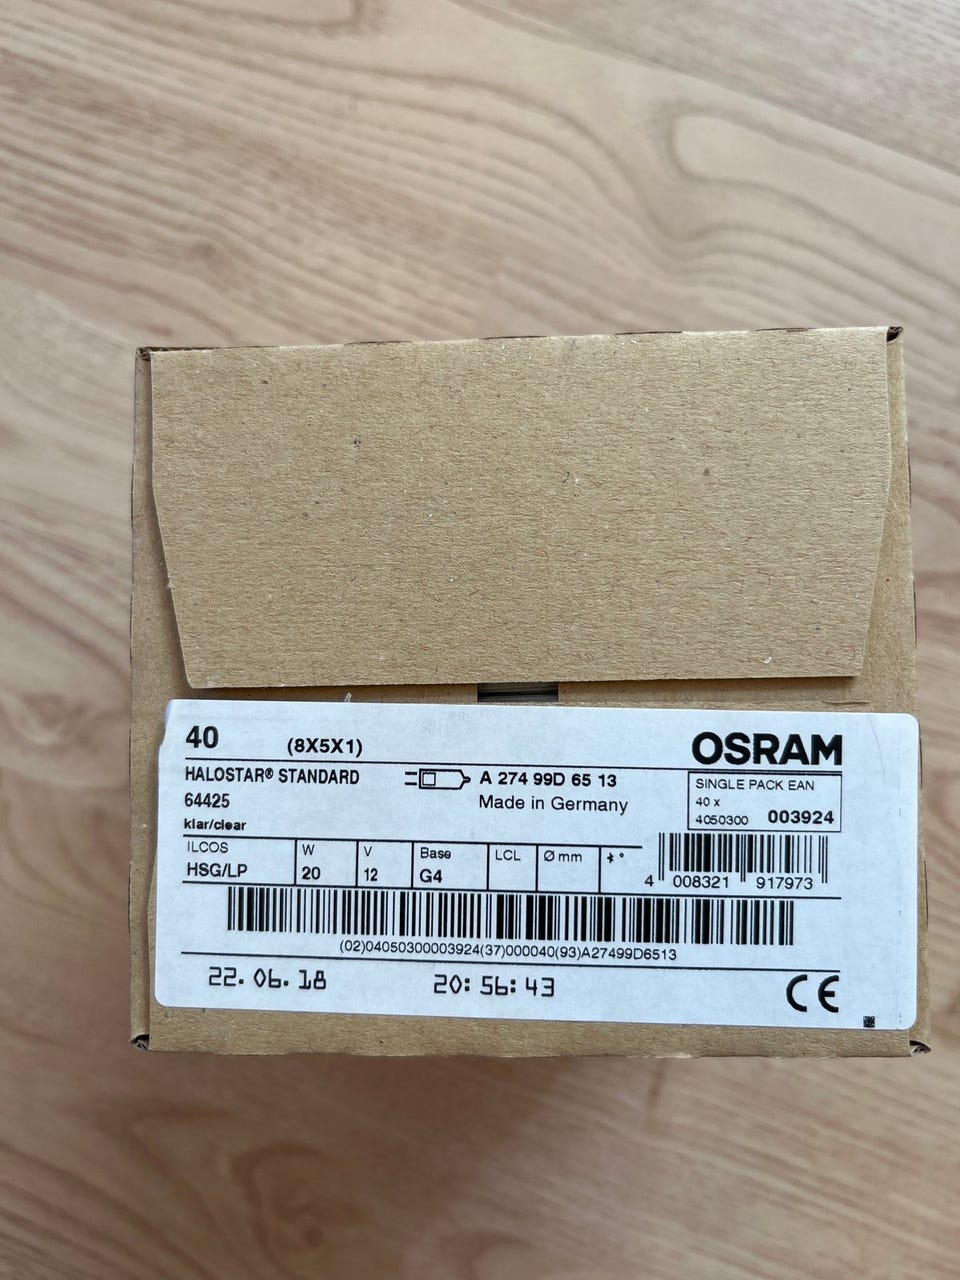 40 (8X5X1) OSRAM
HALOSTAR® STANDARD
64425
klar/clear
A 274 99D 65 13
Made in Germany
SINGLE PACK EAN
40 x
4050300 003924
ILCOS W V Base LCL Ø mm
HSG/LP 20 12 G4
4 008321 917973
(02)04050300003924(37)000040(93)A27499D6513
22.06.18 20:56:43
CE